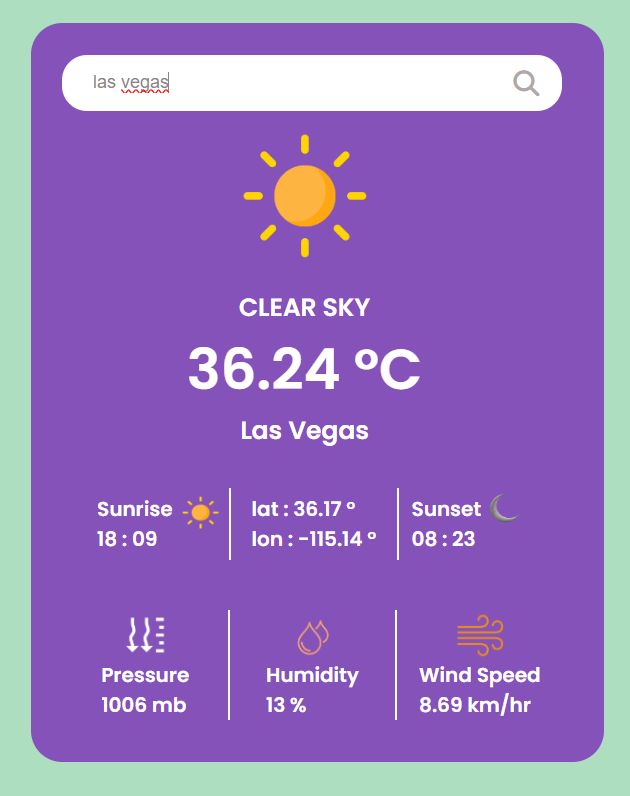 las vegas
CLEAR SKY
36.24 °C
Las Vegas
Sunrise
18 : 09
lat : 36.17 °
lon : -115.14 °
Sunset
08 : 23
Pressure
1006 mb
Humidity
13 %
Wind Speed
8.69 km/hr